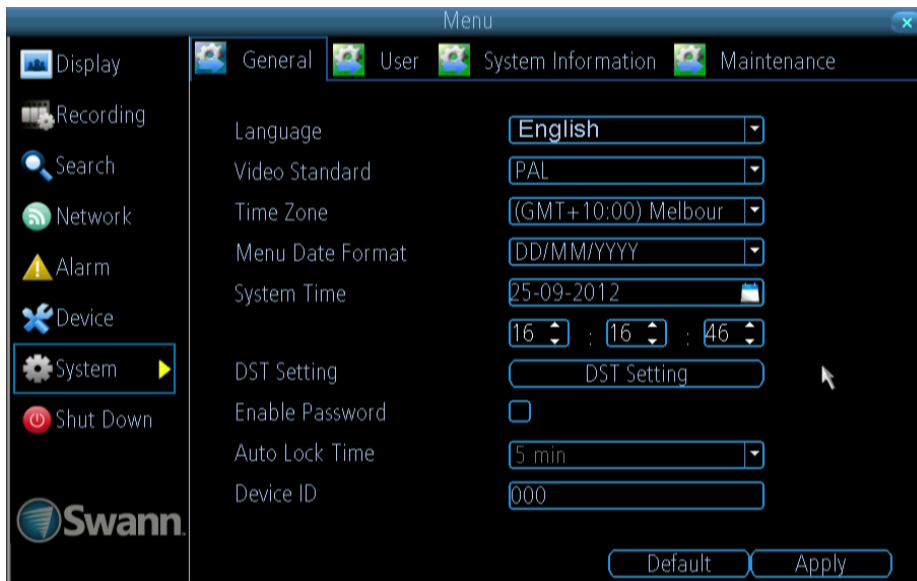 Menu
Display
Recording
Search
Network
Alarm
Device
System
Shut Down
Swann
General User System Information Maintenance
Language English
Video Standard PAL
Time Zone (GMT+10:00) Melbour
Menu Date Format DD/MM/YYYY
System Time 25-09-2012
16 : 16 : 46
DST Setting DST Setting
Enable Password
Auto Lock Time 5 min
Device ID 000
Default Apply